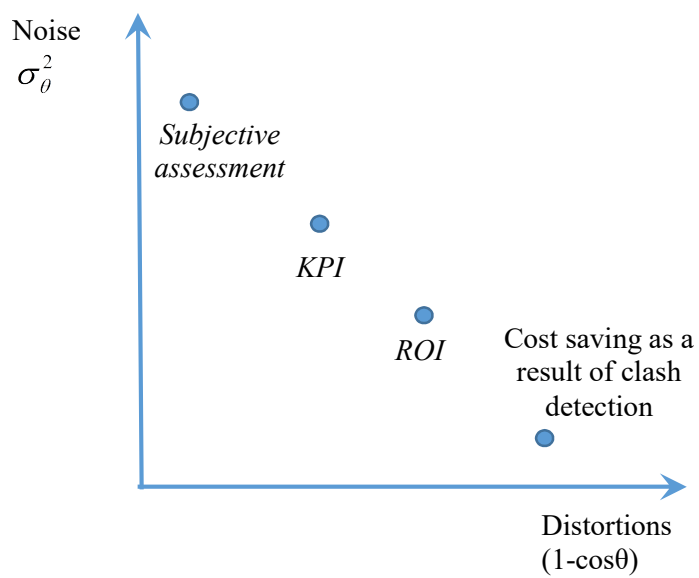 Noise
σ²θ
Subjective
assessment
KPI
ROI
Cost saving as a
result of clash
detection
Distortions
(1-cosθ)